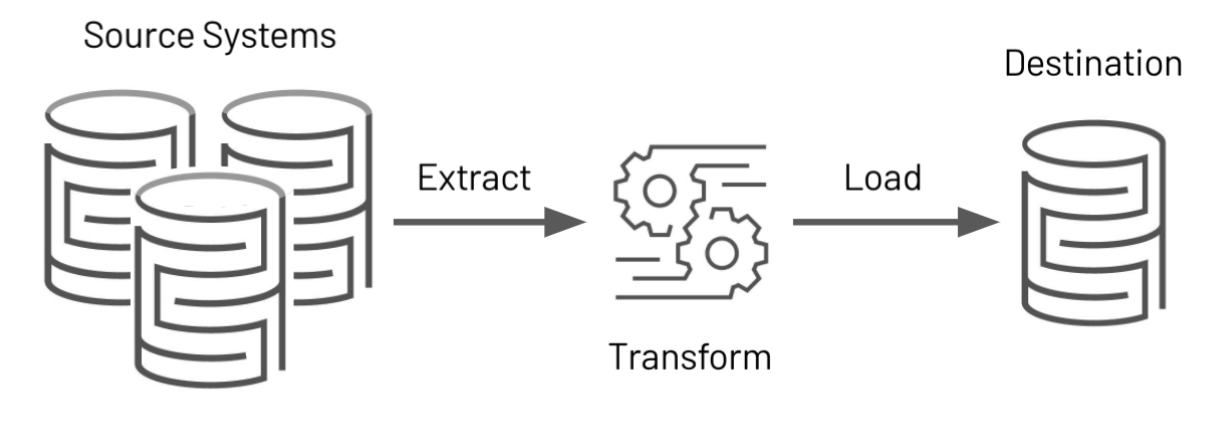 Source Systems
Destination
Extract
Load
Transform